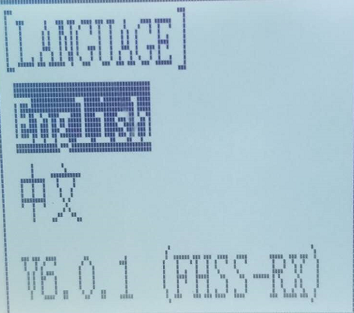 [LANGUAGE]
English
中文
V6.0.1 (FHSS-RX)